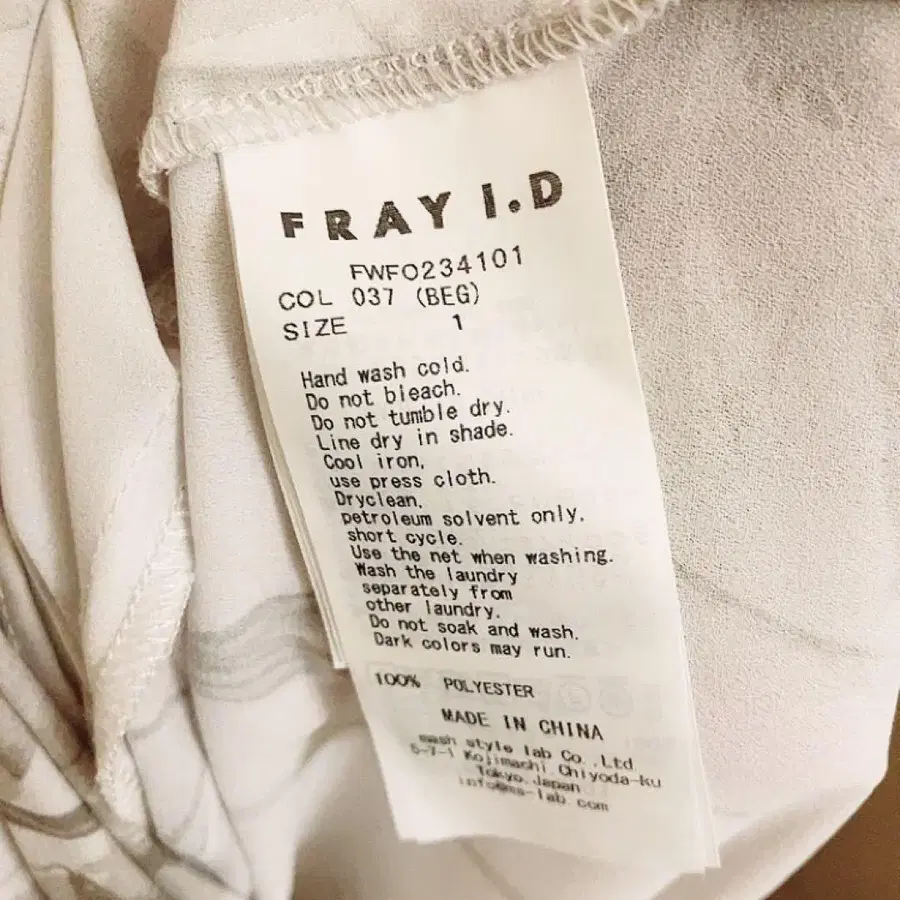 FRAY I.D
FWFO234101
COL 037 (BEG)
SIZE 1
Hand wash cold.
Do not bleach.
Do not tumble dry.
Line dry in shade.
Cool iron,
use press cloth.
Dryclean,
petroleum solvent only,
short cycle.
Use the net when washing.
Wash the laundry
separately from
other laundry.
Do not soak and wash.
Dark colors may run.
100% POLYESTER
MADE IN CHINA
mash style lab Co.,Ltd.
5-7-1 Kojimachi,Chiyoda-ku
Tokyo,Japan
info@ms-lab.com